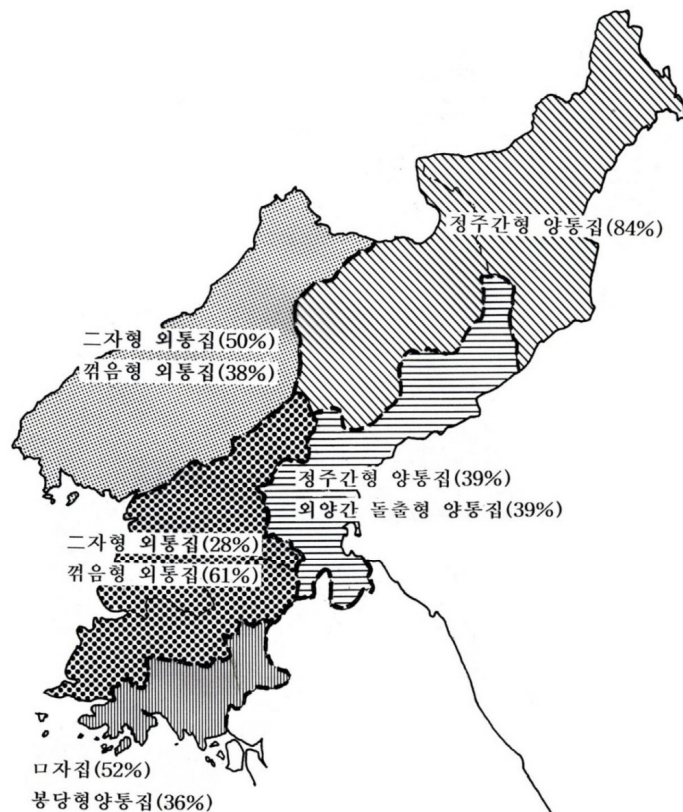 정주간형 양통집(84%)
二자형 외통집(50%)
꺾음형 외통집(38%)
정주간형 양통집(39%)
외양간 돌출형 양통집(39%)
二자형 외통집(28%)
꺾음형 외통집(61%)
ㅁ자집(52%)
봉당형양통집(36%)